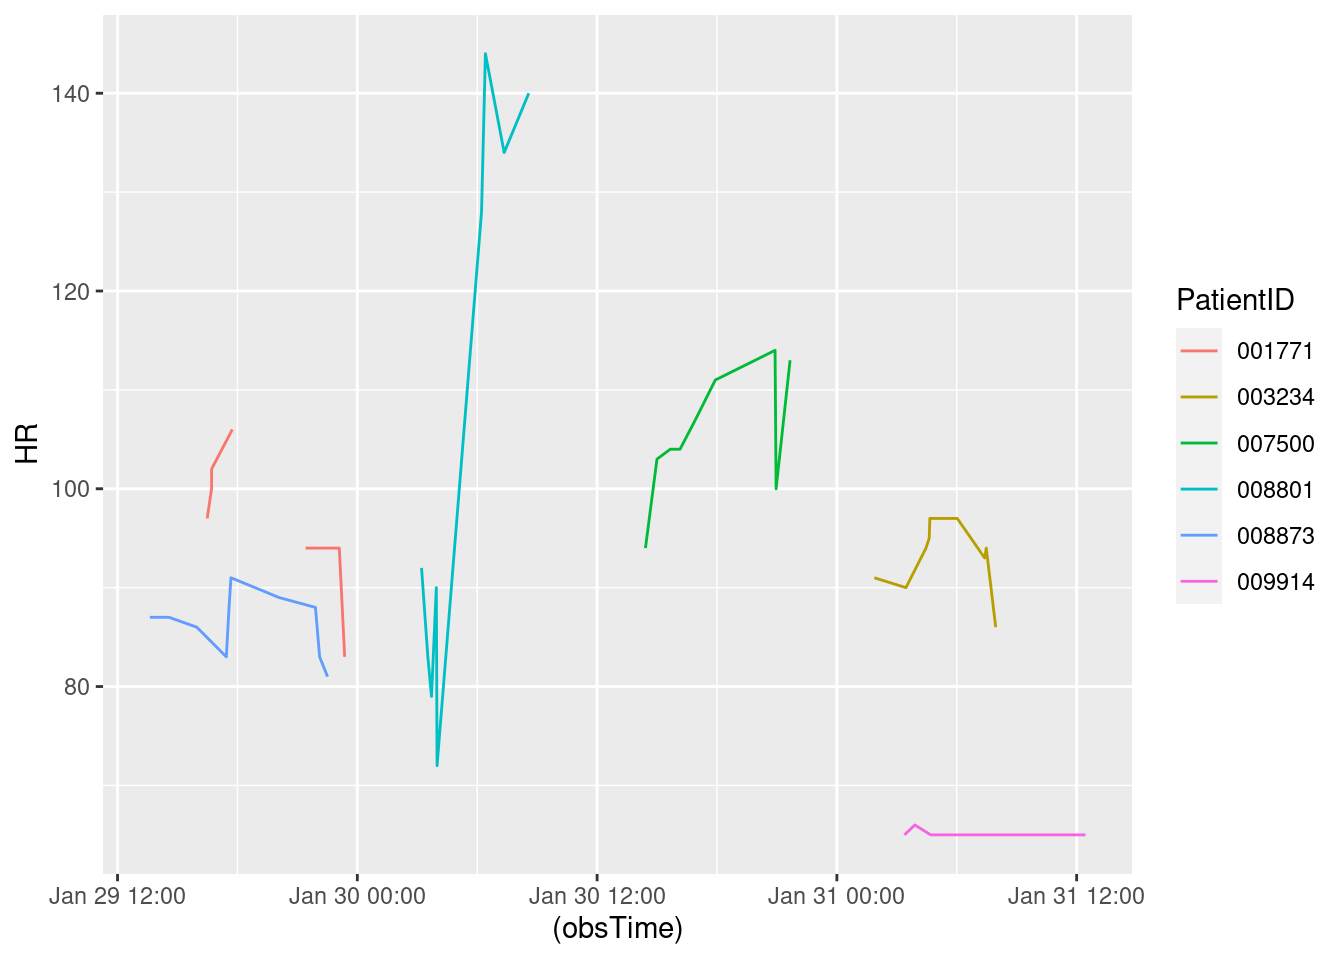 HR
140
120
100
80
Jan 29 12:00
Jan 30 00:00
Jan 30 12:00
Jan 31 00:00
Jan 31 12:00
(obsTime)
PatientID
001771
003234
007500
008801
008873
009914